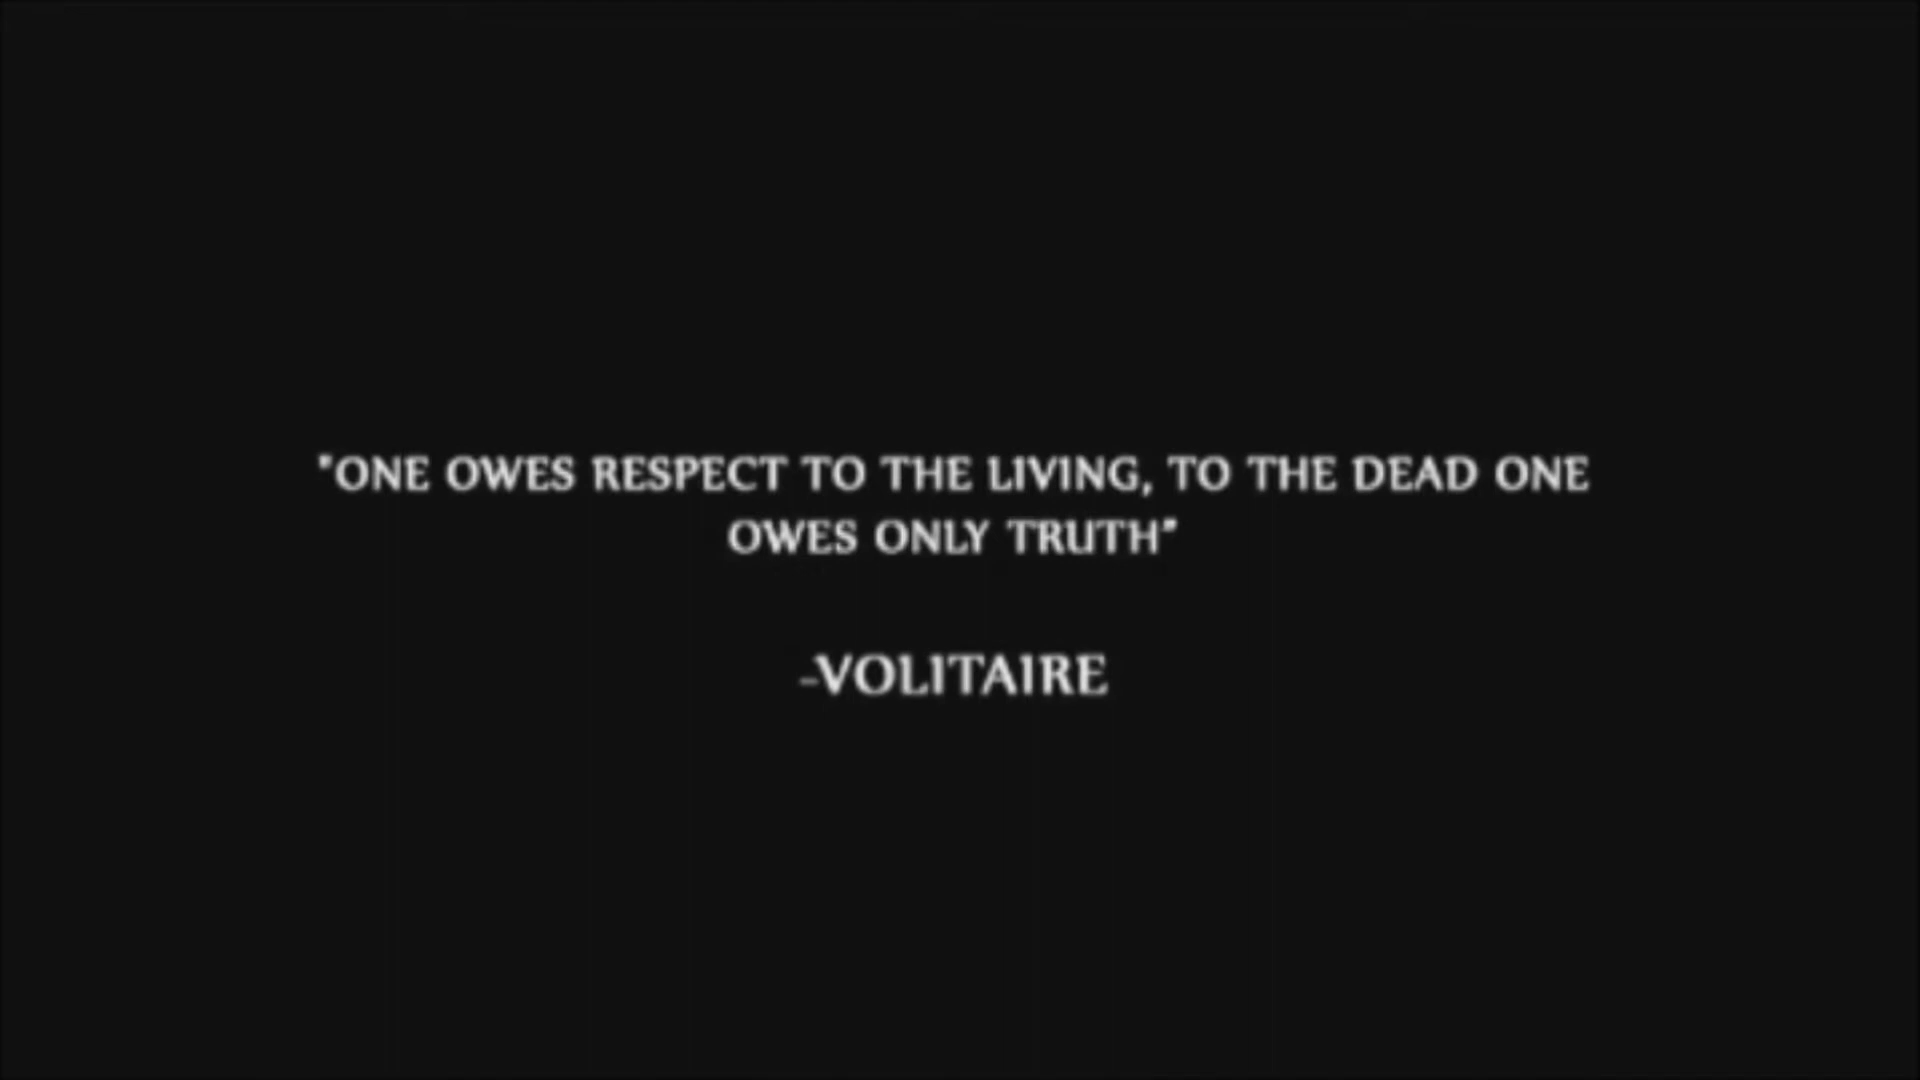 "ONE OWES RESPECT TO THE LIVING, TO THE DEAD ONE
OWES ONLY TRUTH"
-VOLITAIRE